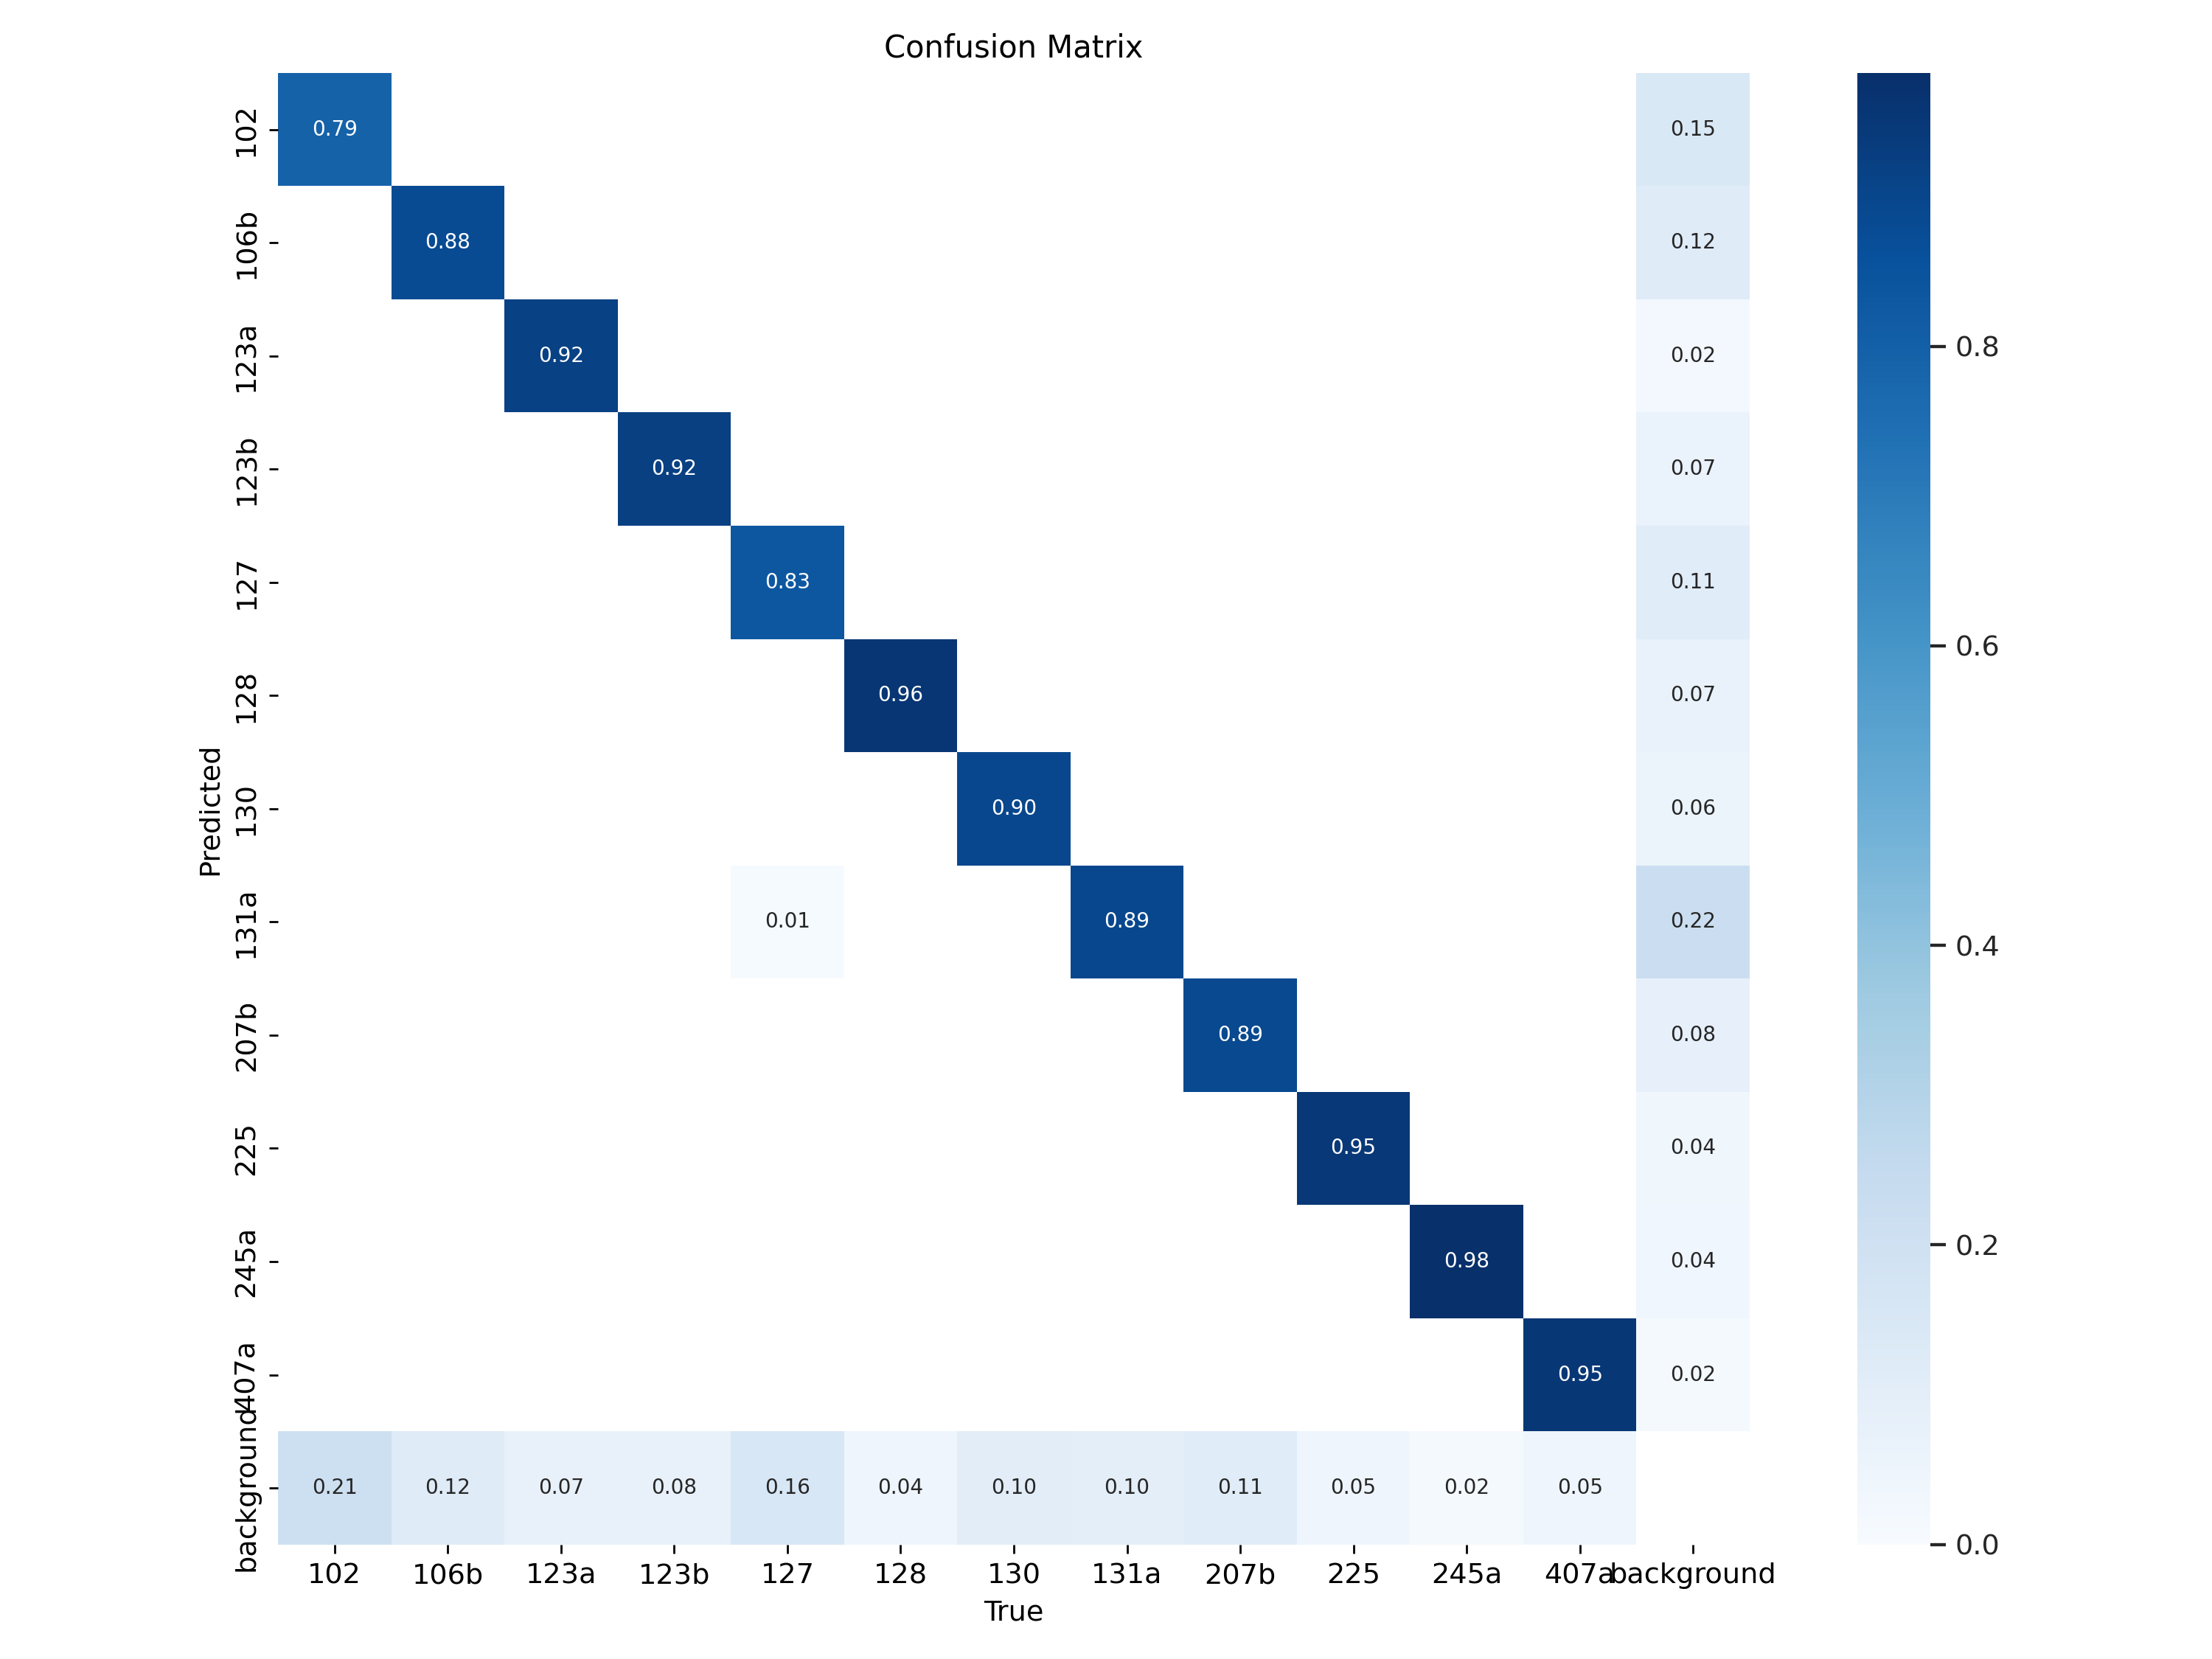 Confusion Matrix
Predicted
102 0.79 0.15
106b 0.88 0.12
123a 0.92 0.02
123b 0.92 0.07
127 0.83 0.11
128 0.96 0.07
130 0.90 0.06
131a 0.01 0.89 0.22
207b 0.89 0.08
225 0.95 0.04
245a 0.98 0.04
407a 0.95 0.02
background 0.21 0.12 0.07 0.08 0.16 0.04 0.10 0.10 0.11 0.05 0.02 0.05
102 106b 123a 123b 127 128 130 131a 207b 225 245a 407a background
True
0.8
0.6
0.4
0.2
0.0